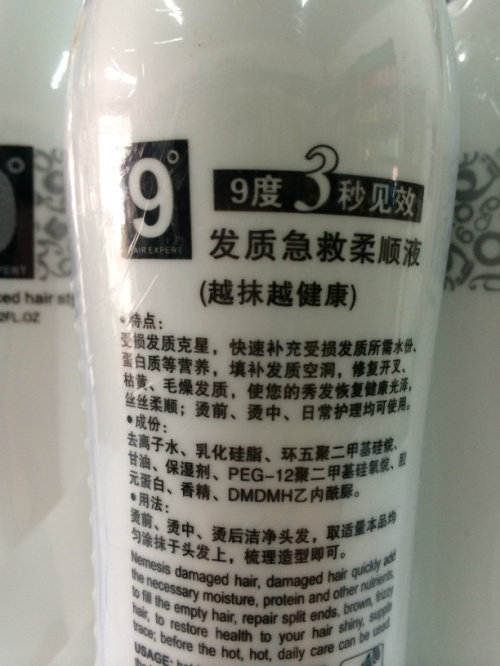 9°
HAIR EXPERT
9度3秒见效
发质急救柔顺液
(越抹越健康)
•特点:
受损发质克星，快速补充受损发质所需水份、
蛋白质等营养，填补发质空洞，修复开叉、
枯黄、毛燥发质，使您的秀发恢复健康光泽，
丝丝柔顺；烫前、烫中、日常护理均可使用。
•成份:
去离子水、乳化硅脂、环五聚二甲基硅烷、
甘油、保湿剂、PEG-12聚二甲基硅氧烷、酸
元蛋白、香精、DMDMH乙内酰脲。
•用法:
烫前、烫中、烫后洁净头发，取适量本品均
匀涂抹于头发上，梳理造型即可。
Nemesis damaged hair, damaged hair quickly add
the necessary moisture, protein and other nutrients,
to fill the empty hair, repair split ends, brown, frizzy
hair, to restore health to your hair shiny, supple
trace; before the hot, hot, daily care can be used.
USAGE:
PERT
ced hair st
2FL.OZ